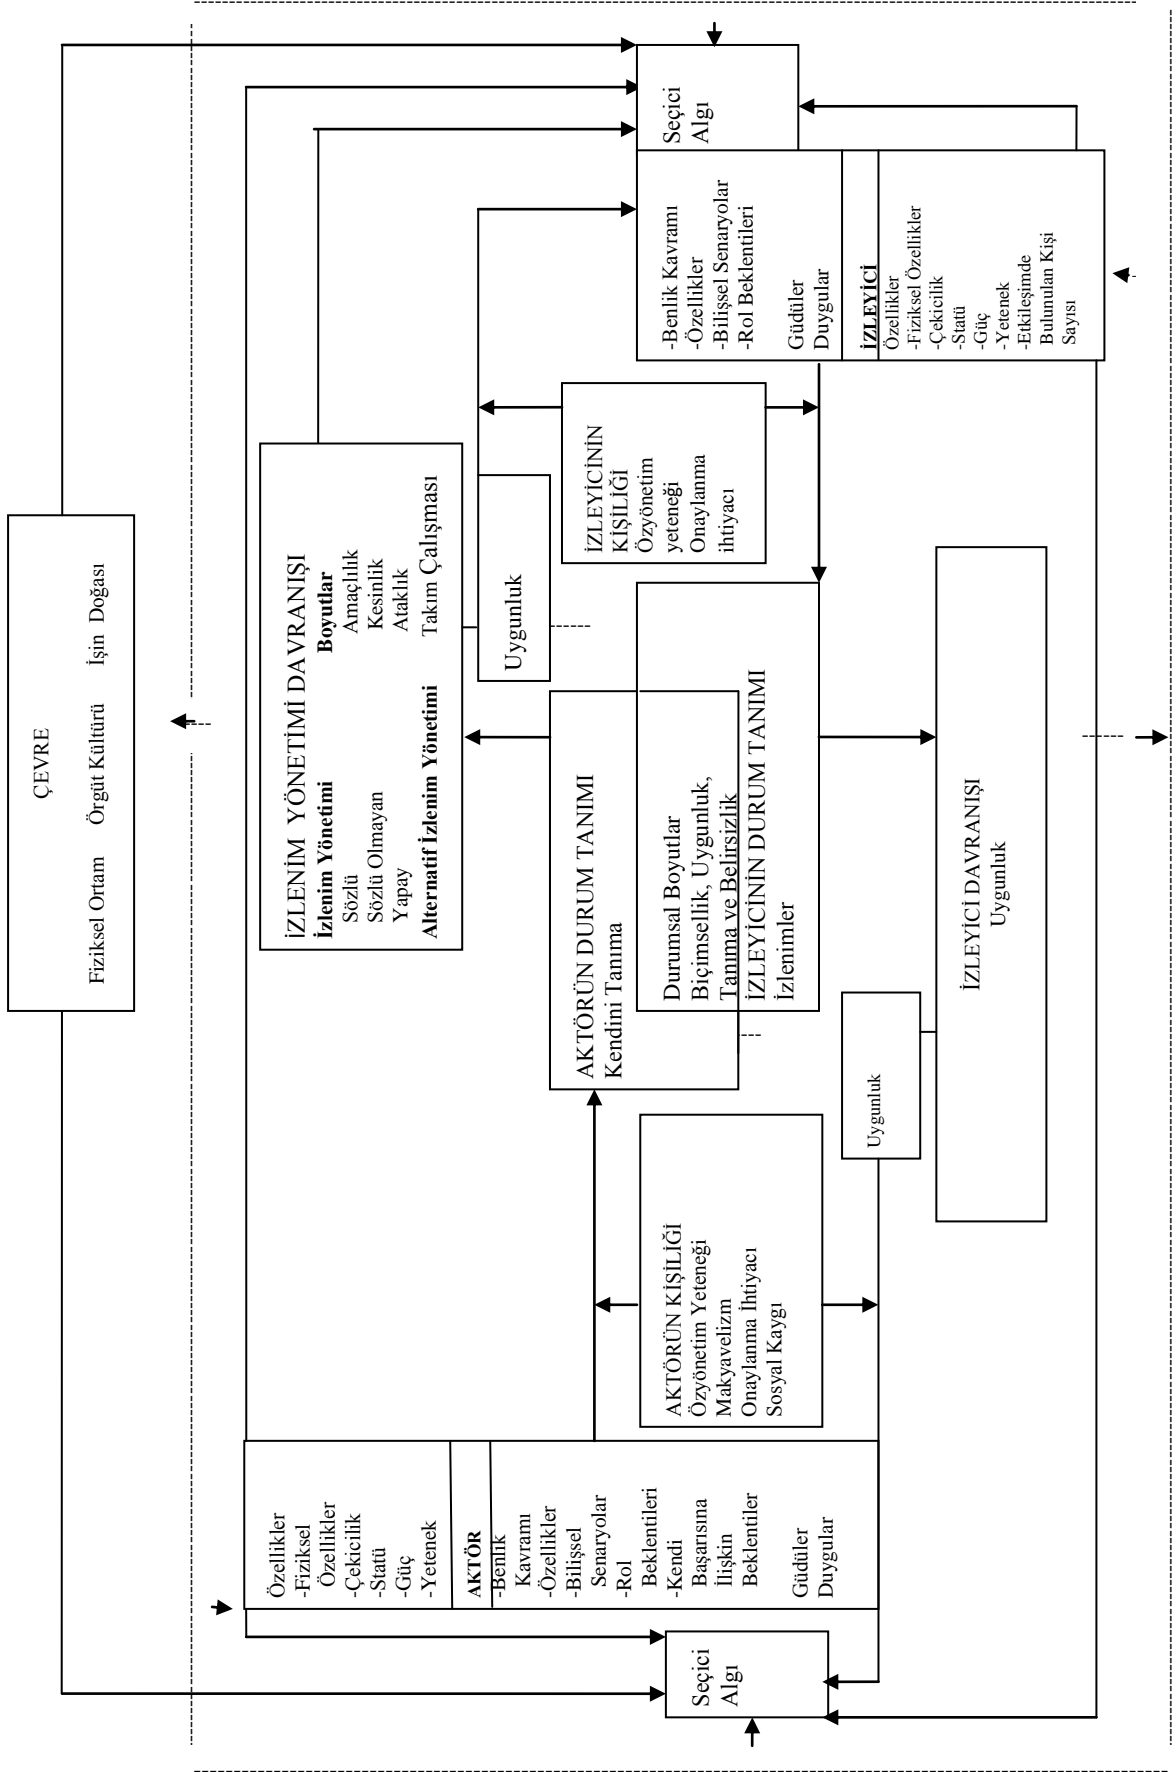 ÇEVRE
Fiziksel Ortam Örgüt Kültürü İşin Doğası
İZLENİM YÖNETİMİ DAVRANIŞI
İzlenim Yönetimi Boyutlar
Sözlü Amaçlılık
Sözlü Olmayan Kesinlik
Yapay Ataklık
Alternatif İzlenim Yönetimi Takım Çalışması
Uygunluk
Özellikler
-Fiziksel
Özellikler
-Çekicilik
-Statü
-Güç
-Yetenek
AKTÖR
-Benlik
Kavramı
-Özellikler
-Bilişsel
Senaryolar
-Rol
Beklentileri
-Kendi
Başarısına
İlişkin
Beklentiler
Güdüler
Duygular
Seçici
Algı
AKTÖRÜN KİŞİLİĞİ
Özyönetim Yeteneği
Makyavelizm
Onaylanma İhtiyacı
Sosyal Kaygı
AKTÖRÜN DURUM TANIMI
Kendini Tanıma
Durumsal Boyutlar
Biçimsellik, Uygunluk,
Tanıma ve Belirsizlik
İZLEYİCİNİN DURUM TANIMI
İzlenimler
İZLEYİCİNİN
KİŞİLİĞİ
Özyönetim
yeteneği
Onaylanma
ihtiyacı
Seçici
Algı
-Benlik Kavramı
-Özellikler
-Bilişsel Senaryolar
-Rol Beklentileri
Güdüler
Duygular
İZLEYİCİ
Özellikler
-Fiziksel Özellikler
-Çekicilik
-Statü
-Güç
-Yetenek
-Etkileşimde
Bulunulan Kişi
Sayısı
Uygunluk
İZLEYİCİ DAVRANIŞI
Uygunluk